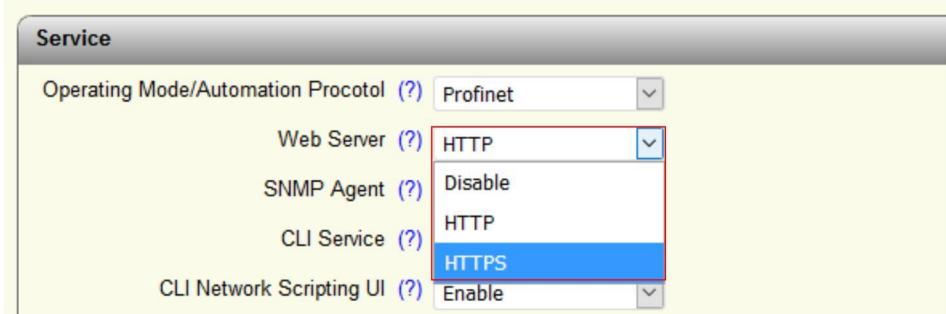 Service
Operating Mode/Automation Procotol (?) Profinet
Web Server (?) HTTP
SNMP Agent (?) Disable
HTTP
CLI Service (?)
HTTPS
CLI Network Scripting UI (?) Enable